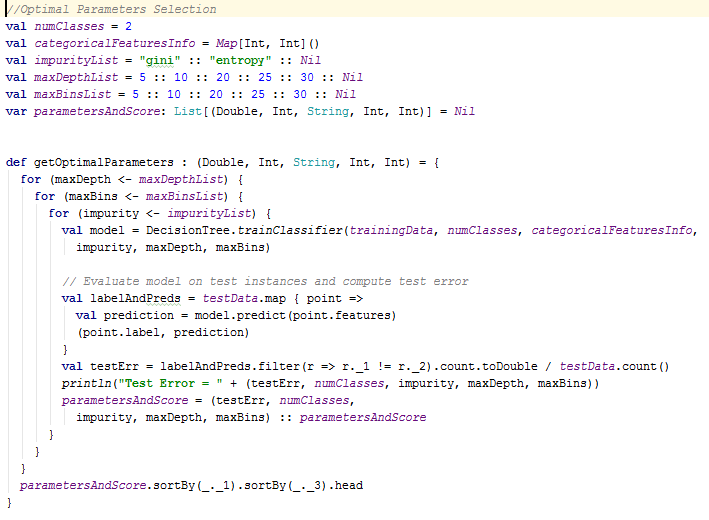 //Optimal Parameters Selection
val numClasses = 2
val categoricalFeaturesInfo = Map[Int, Int]()
val impurityList = "gini" :: "entropy" :: Nil
val maxDepthList = 5 :: 10 :: 20 :: 25 :: 30 :: Nil
val maxBinsList = 5 :: 10 :: 20 :: 25 :: 30 :: Nil
var parametersAndScore: List[(Double, Int, String, Int, Int)] = Nil
def getOptimalParameters : (Double, Int, String, Int, Int) = {
  for (maxDepth <- maxDepthList) {
    for (maxBins <- maxBinsList) {
      for (impurity <- impurityList) {
        val model = DecisionTree.trainClassifier(trainingData, numClasses, categoricalFeaturesInfo,
          impurity, maxDepth, maxBins)
        // Evaluate model on test instances and compute test error
        val labelAndPreds = testData.map { point =>
          val prediction = model.predict(point.features)
          (point.label, prediction)
        }
        val testErr = labelAndPreds.filter(r => r._1 != r._2).count.toDouble / testData.count()
        println("Test Error = " + (testErr, numClasses, impurity, maxDepth, maxBins))
        parametersAndScore = (testErr, numClasses,
          impurity, maxDepth, maxBins) :: parametersAndScore
      }
    }
  }
  parametersAndScore.sortBy(_._1).sortBy(_._3).head
}